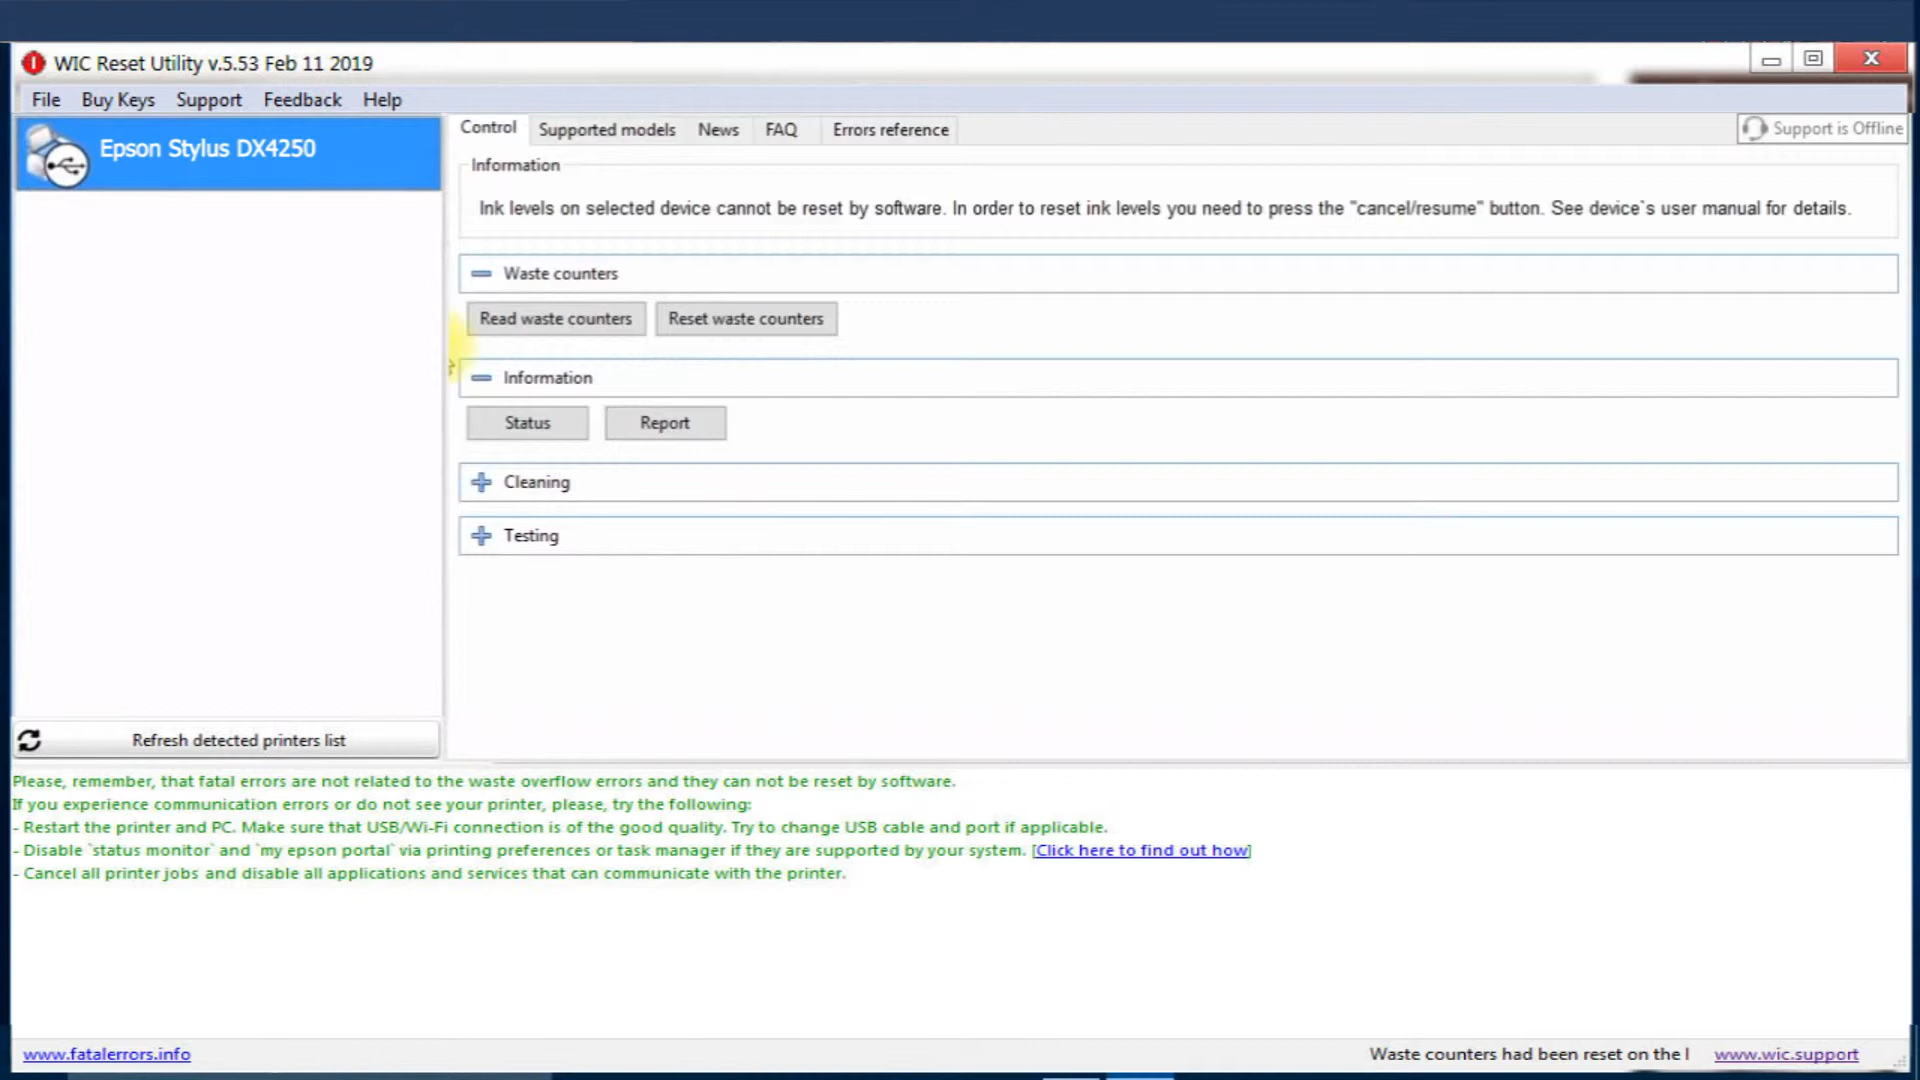 WIC Reset Utility v.5.53 Feb 11 2019
File Buy Keys Support Feedback Help
Epson Stylus DX4250
Control Supported models News FAQ Errors reference
Support is Offline
Information
Ink levels on selected device cannot be reset by software. In order to reset ink levels you need to press the "cancel/resume" button. See device`s user manual for details.
Waste counters
Read waste counters Reset waste counters
Information
Status Report
Cleaning
Testing
Refresh detected printers list
Please, remember, that fatal errors are not related to the waste overflow errors and they can not be reset by software.
If you experience communication errors or do not see your printer, please, try the following:
- Restart the printer and PC. Make sure that USB/Wi-Fi connection is of the good quality. Try to change USB cable and port if applicable.
- Disable `status monitor` and `my epson portal` via printing preferences or task manager if they are supported by your system. [Click here to find out how]
- Cancel all printer jobs and disable all applications and services that can communicate with the printer.
www.fatalerrors.info
Waste counters had been reset on the
www.wic.support